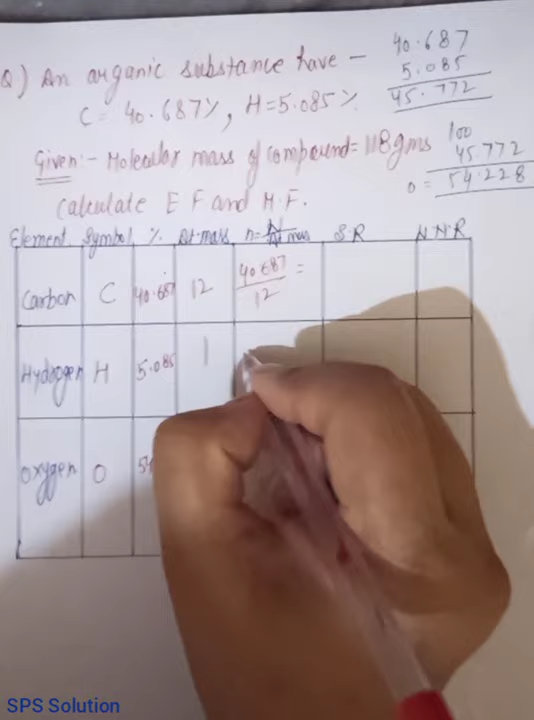 Q) An organic substance have -
C = 40.687%, H = 5.085%
40.687
5.085
45.772
Given:- Molecular mass of compound = 118gms
100
45.772
O = 54.228
Calculate E F and M.F.
Element Symbol % At.mass n= S.R N.N.R
Carbon C 40.687 12 40.687/12 =
Hydrogen H 5.085 1
Oxygen O
SPS Solution